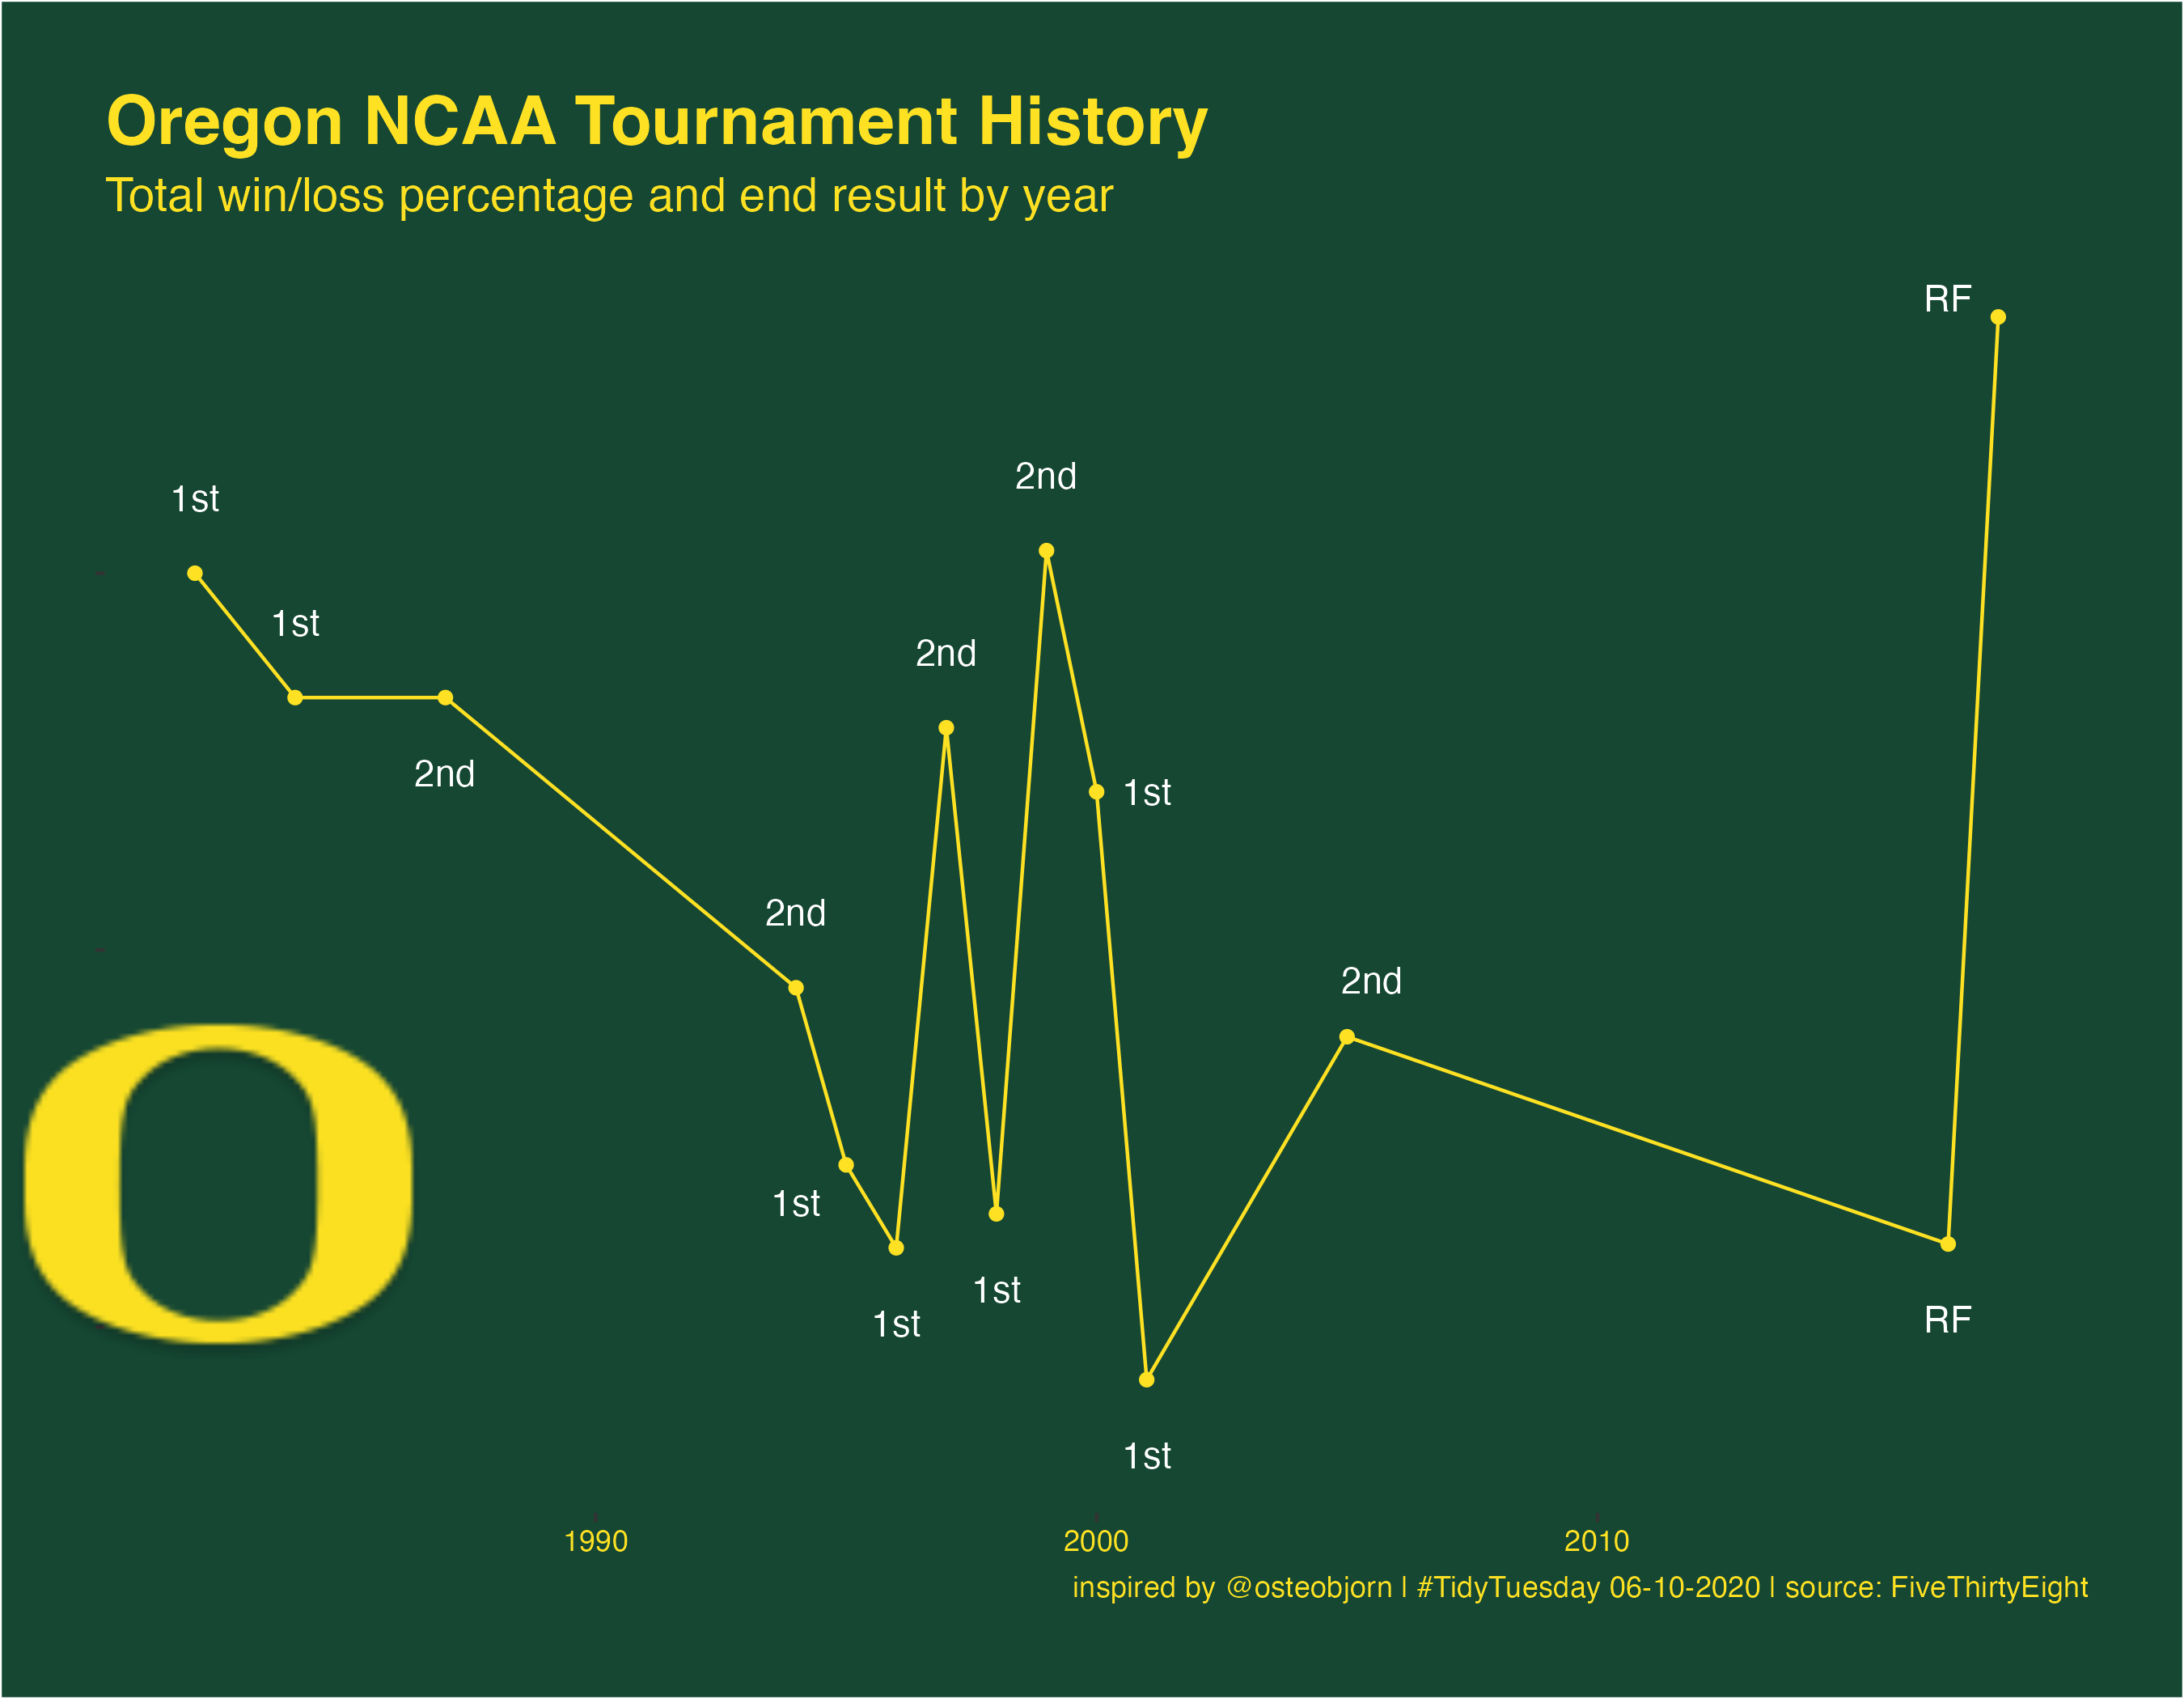 Oregon NCAA Tournament History
Total win/loss percentage and end result by year
RF
2nd
1st
2nd
1st
2nd
1st
2nd
2nd
1st
1st
1st
RF
1st
1st
1990 2000 2010
inspired by @osteobjorn | #TidyTuesday 06-10-2020 | source: FiveThirtyEight
O